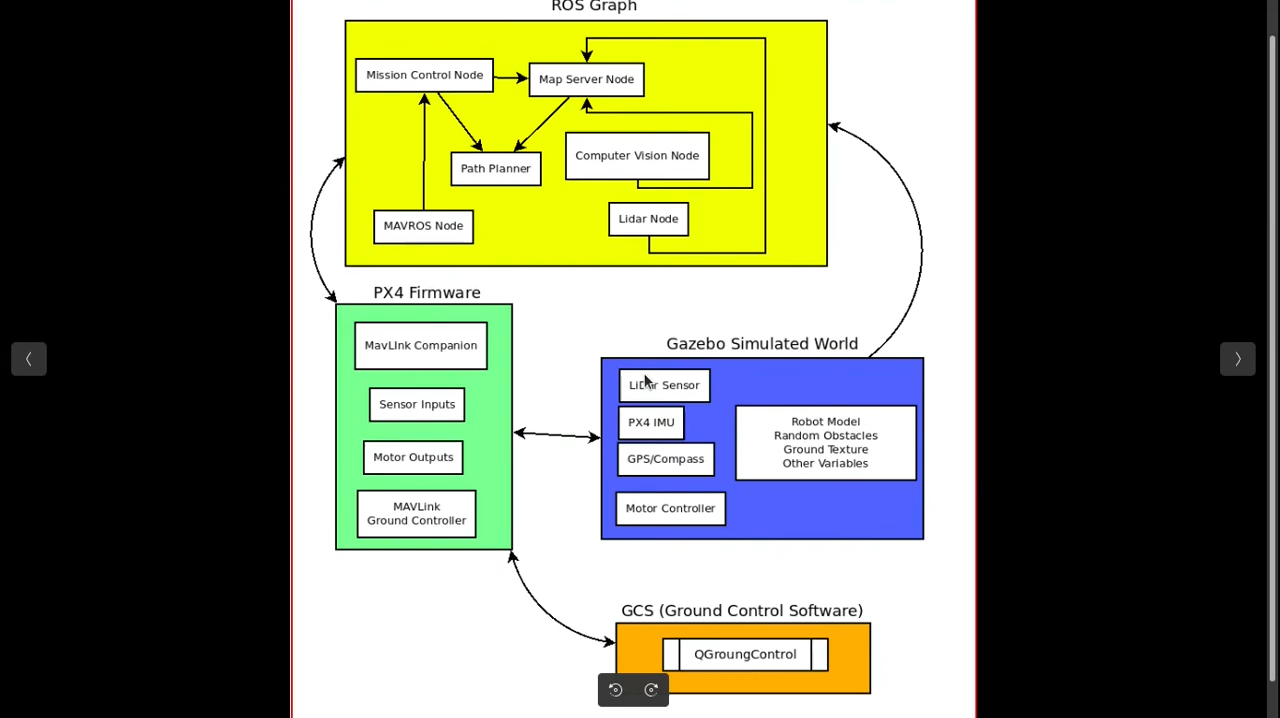 ROS Graph
Mission Control Node
Map Server Node
Computer Vision Node
Path Planner
Lidar Node
MAVROS Node
PX4 Firmware
MavLInk Companion
Sensor Inputs
Motor Outputs
MAVLink
Ground Controller
Gazebo Simulated World
LiDar Sensor
PX4 IMU
GPS/Compass
Motor Controller
Robot Model
Random Obstacles
Ground Texture
Other Variables
GCS (Ground Control Software)
QGroungControl